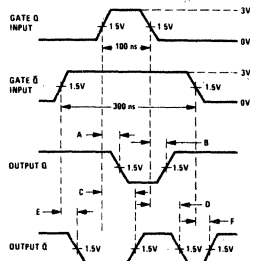 GATE Q
INPUT
3V
1.5V
1.5V
0V
100 ns
GATE Q̄
INPUT
3V
1.5V
1.5V
0V
300 ns
A
B
OUTPUT Q
1.5V
1.5V
C
D
E
F
OUTPUT Q̄
1.5V
1.5V
1.5V
1.5V